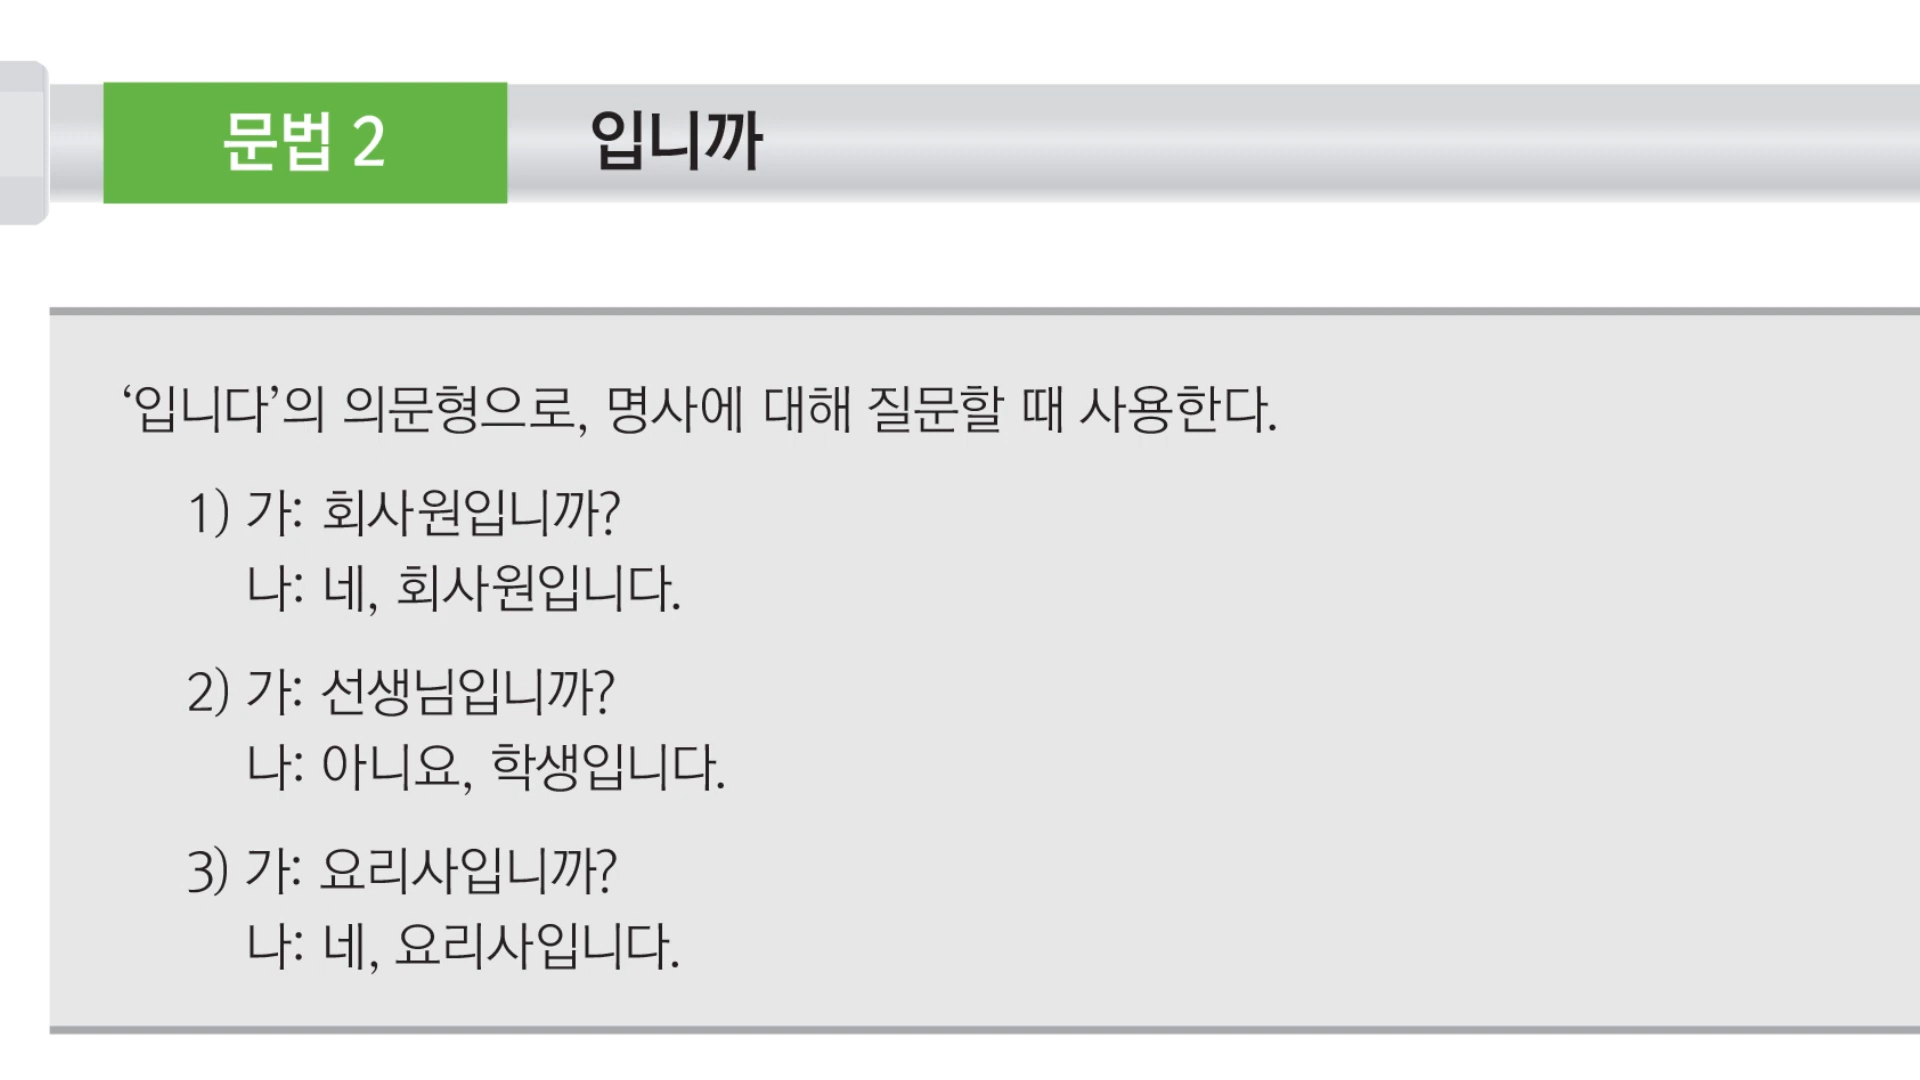 문법 2
입니까
‘입니다’의 의문형으로, 명사에 대해 질문할 때 사용한다.
1) 가: 회사원입니까?
나: 네, 회사원입니다.
2) 가: 선생님입니까?
나: 아니요, 학생입니다.
3) 가: 요리사입니까?
나: 네, 요리사입니다.